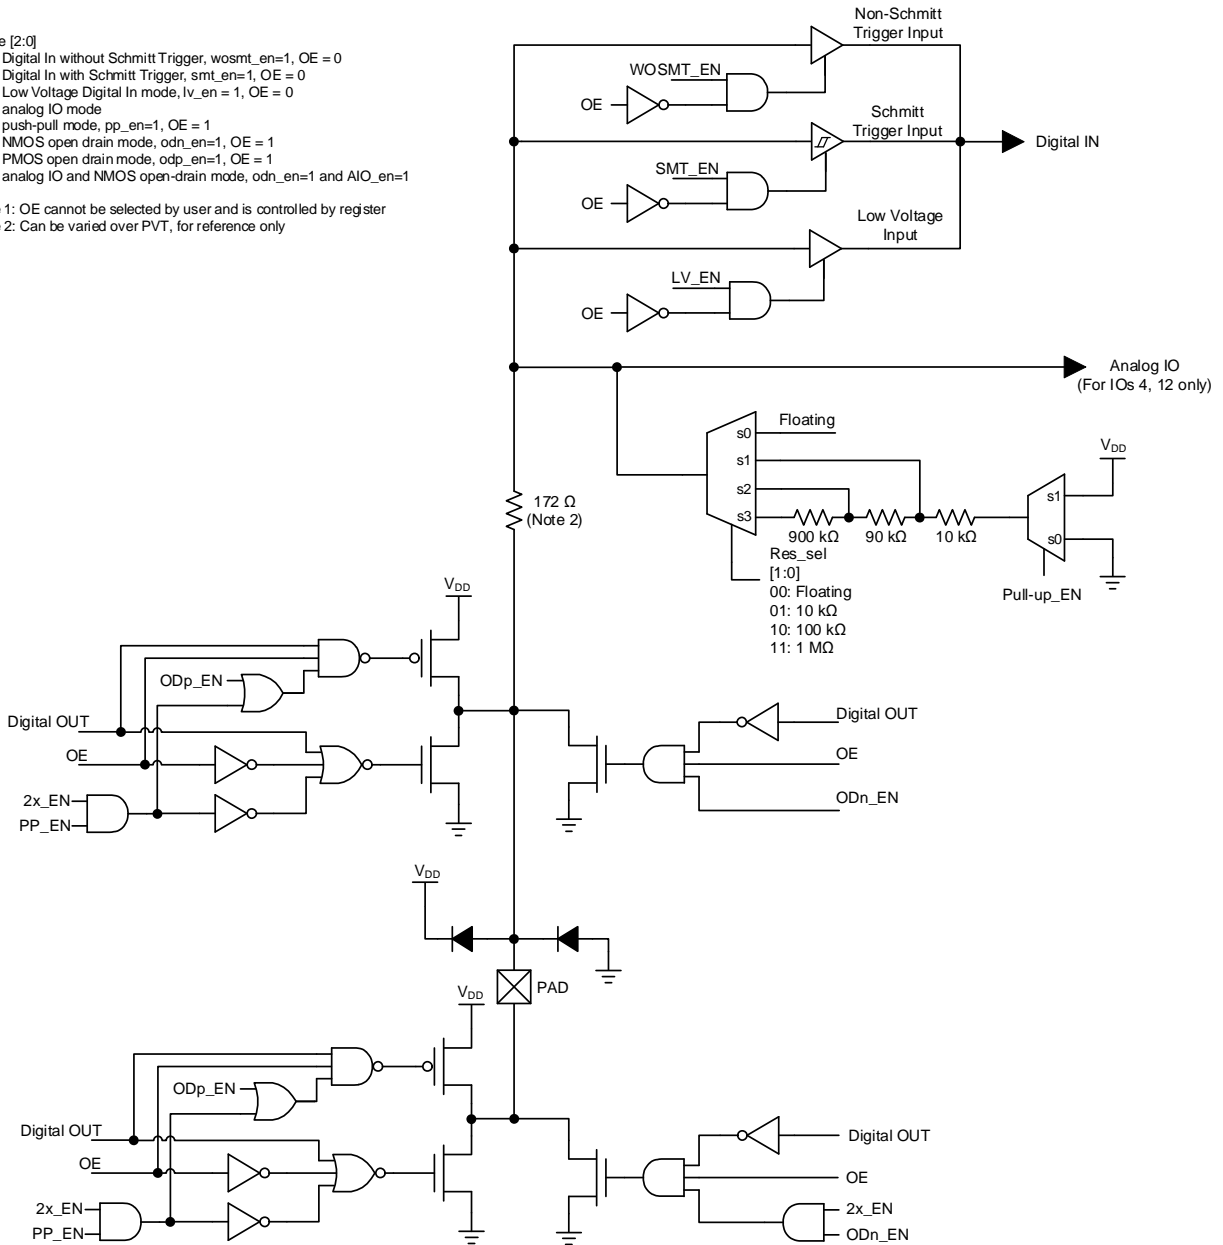 e [2:0]
Digital In without Schmitt Trigger, wosmt_en=1, OE = 0
Digital In with Schmitt Trigger, smt_en=1, OE = 0
Low Voltage Digital In mode, lv_en = 1, OE = 0
analog IO mode
push-pull mode, pp_en=1, OE = 1
NMOS open drain mode, odn_en=1, OE = 1
PMOS open drain mode, odp_en=1, OE = 1
analog IO and NMOS open-drain mode, odn_en=1 and AIO_en=1
1: OE cannot be selected by user and is controlled by register
2: Can be varied over PVT, for reference only
Non-Schmitt
Trigger Input
WOSMT_EN
OE
Schmitt
Trigger Input
Digital IN
SMT_EN
OE
Low Voltage
Input
LV_EN
OE
Analog IO
(For IOs 4, 12 only)
Floating
s0
s1
s2
s3
900 kΩ
90 kΩ
10 kΩ
VDD
s1
s0
Pull-up_EN
Res_sel
[1:0]
00: Floating
01: 10 kΩ
10: 100 kΩ
11: 1 MΩ
172 Ω
(Note 2)
VDD
ODp_EN
Digital OUT
OE
2x_EN
PP_EN
Digital OUT
OE
ODn_EN
VDD
PAD
VDD
ODp_EN
Digital OUT
OE
2x_EN
PP_EN
Digital OUT
OE
2x_EN
ODn_EN